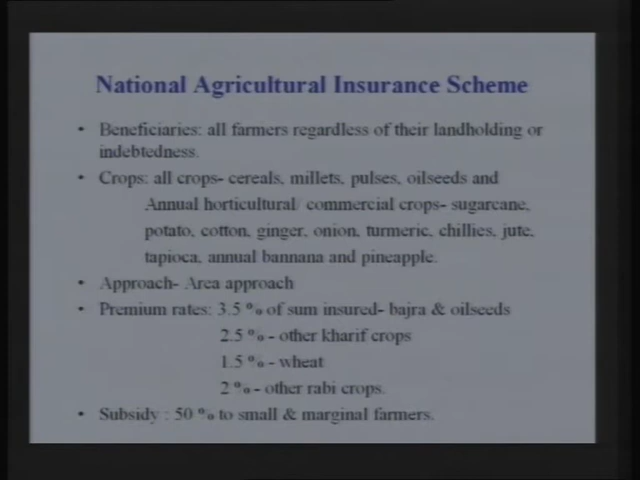 National Agricultural Insurance Scheme
• Beneficiaries: all farmers regardless of their landholding or
indebtedness.
• Crops: all crops- cereals, millets, pulses, oilseeds and
Annual horticultural/ commercial crops- sugarcane,
potato, cotton, ginger, onion, turmeric, chillies, jute,
tapioca, annual bannana and pineapple.
• Approach- Area approach
• Premium rates: 3.5 % of sum insured- bajra & oilseeds
2.5 % - other kharif crops
1.5 % - wheat
2 % - other rabi crops.
• Subsidy : 50 % to small & marginal farmers.